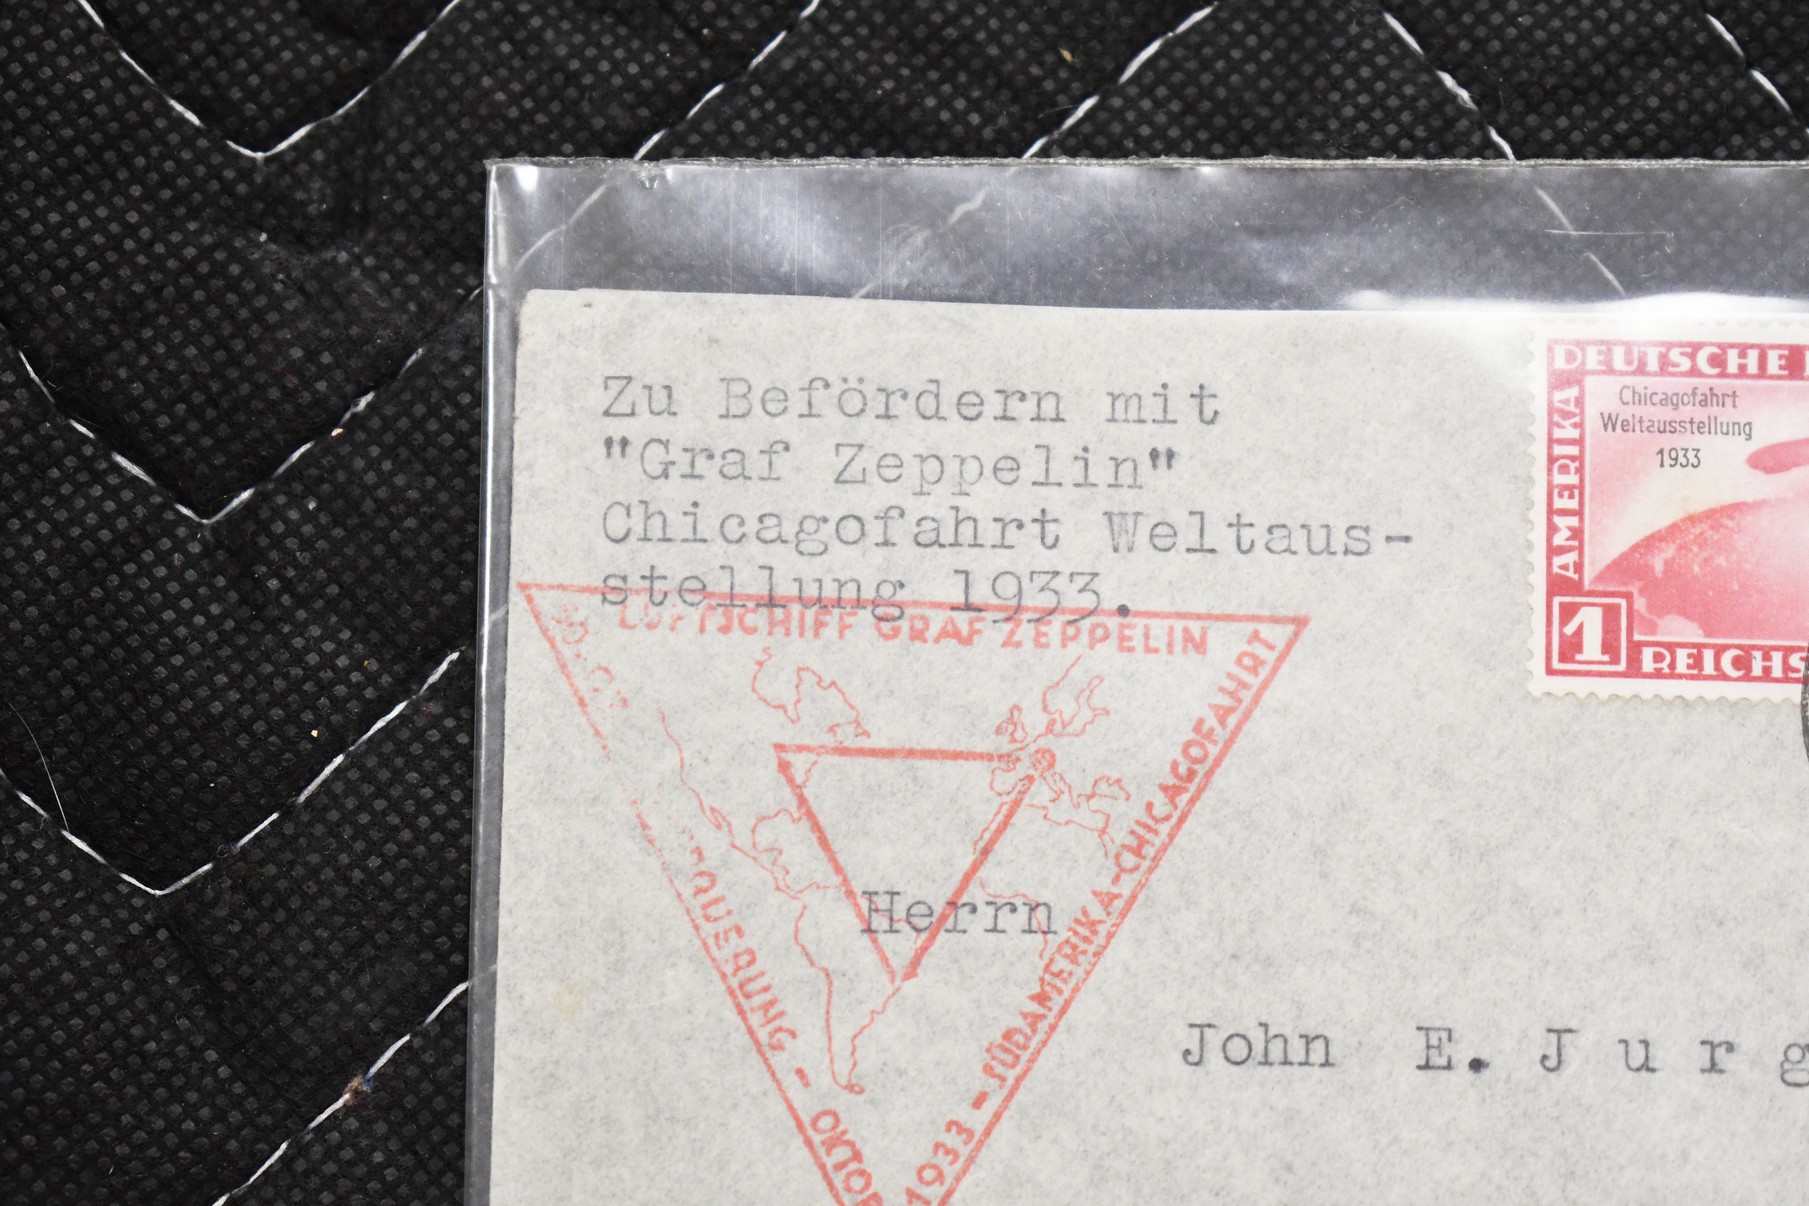 Zu Befördern mit
"Graf Zeppelin"
Chicagofahrt Weltaus-
stellung 1933.
DEUTSCHE
Chicagofahrt
Weltausstellung
1933
AMERIKA
1
REICHS
LUFTSCHIFF GRAF ZEPPELIN
1933 - SÜDAMERIKA-CHICAGOFAHRT
Herrn
John E. J u r g